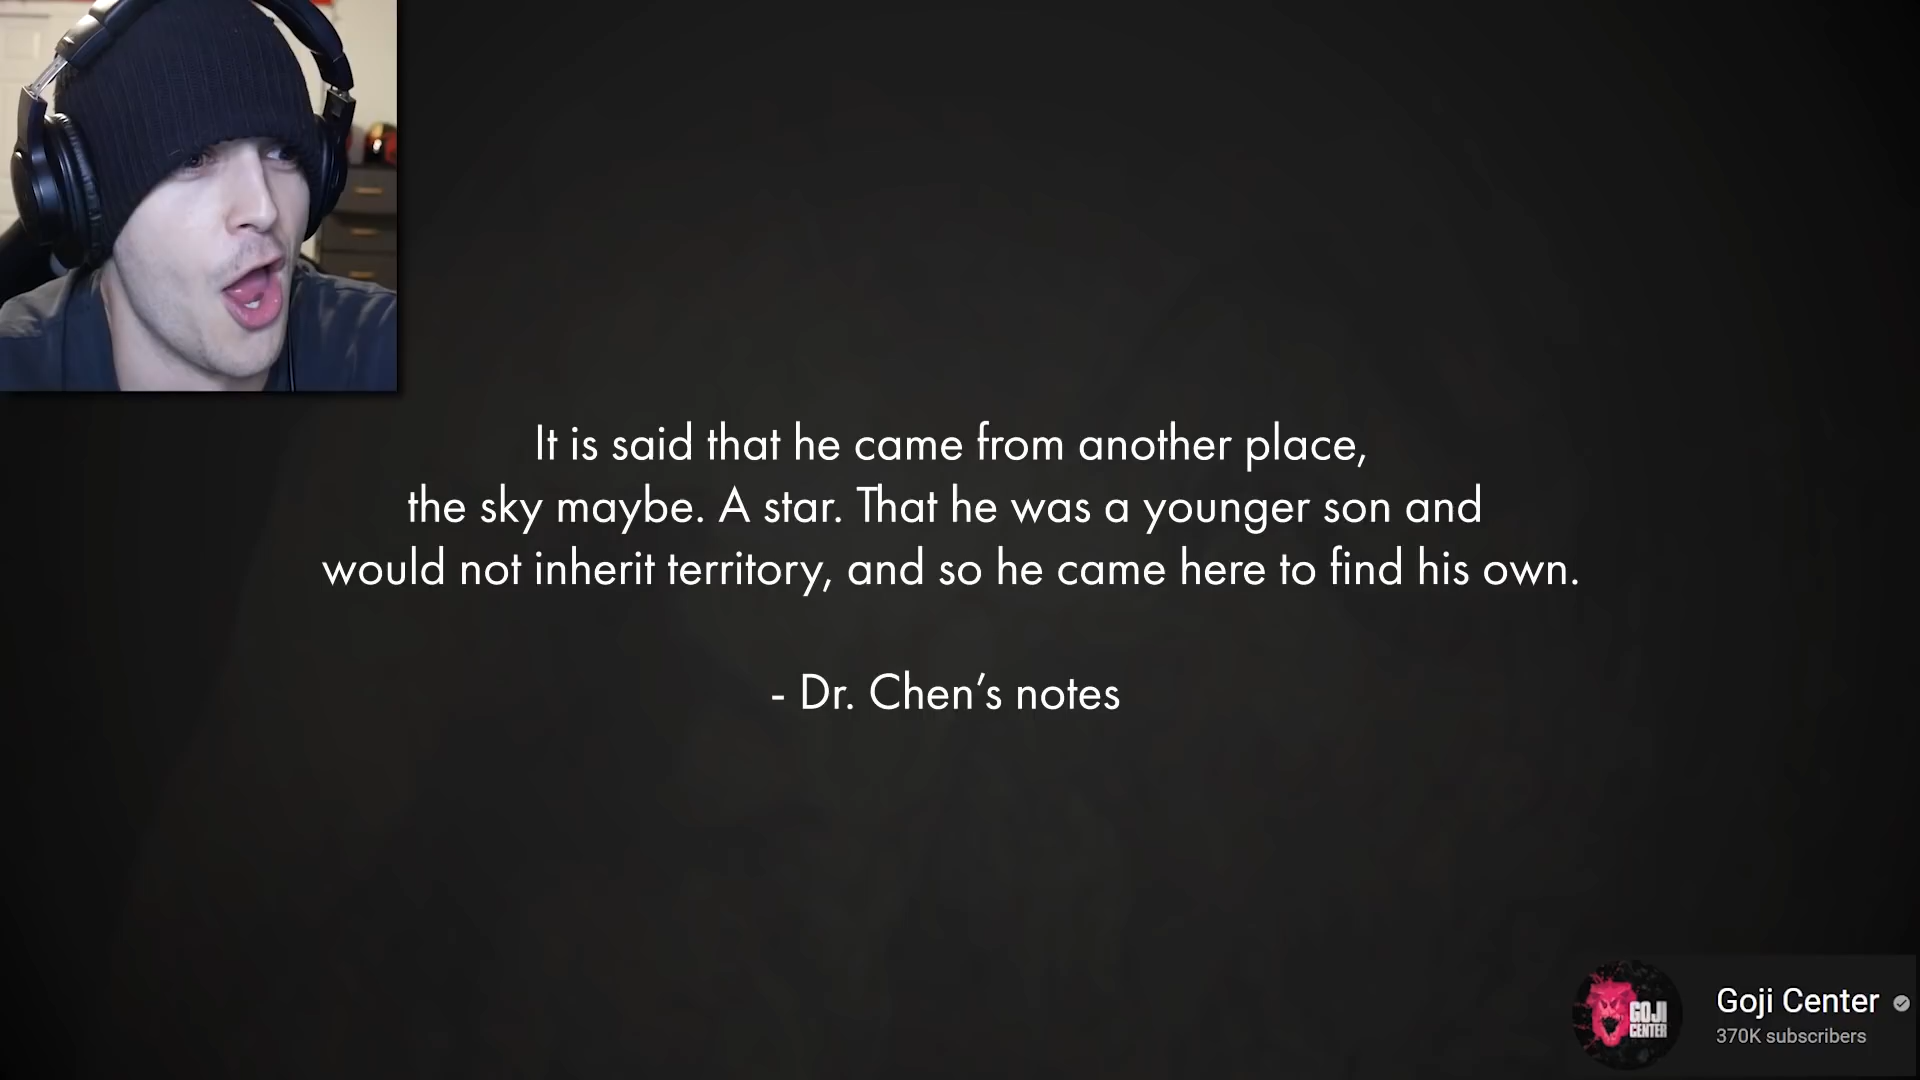 It is said that he came from another place,
the sky maybe. A star. That he was a younger son and
would not inherit territory, and so he came here to find his own.
- Dr. Chen’s notes
GOJI
CENTER
Goji Center
370K subscribers